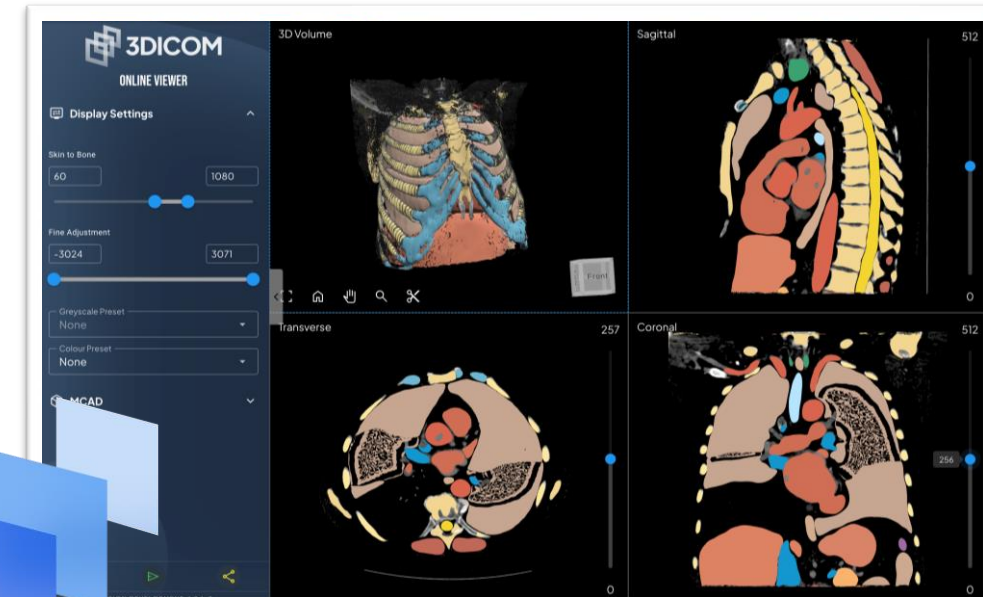 3DICOM
ONLINE VIEWER
Display Settings
Skin to Bone
60
1080
Fine Adjustment
-3024
3071
Greyscale Preset
None
Colour Preset
None
MCAD
3D Volume
Front
Sagittal
512
0
Transverse
257
0
Coronal
512
256
0